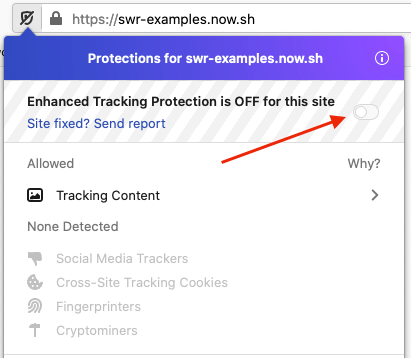 https://swr-examples.now.sh
Protections for swr-examples.now.sh
Enhanced Tracking Protection is OFF for this site
Site fixed? Send report
Allowed Why?
Tracking Content
None Detected
Social Media Trackers
Cross-Site Tracking Cookies
Fingerprinters
Cryptominers